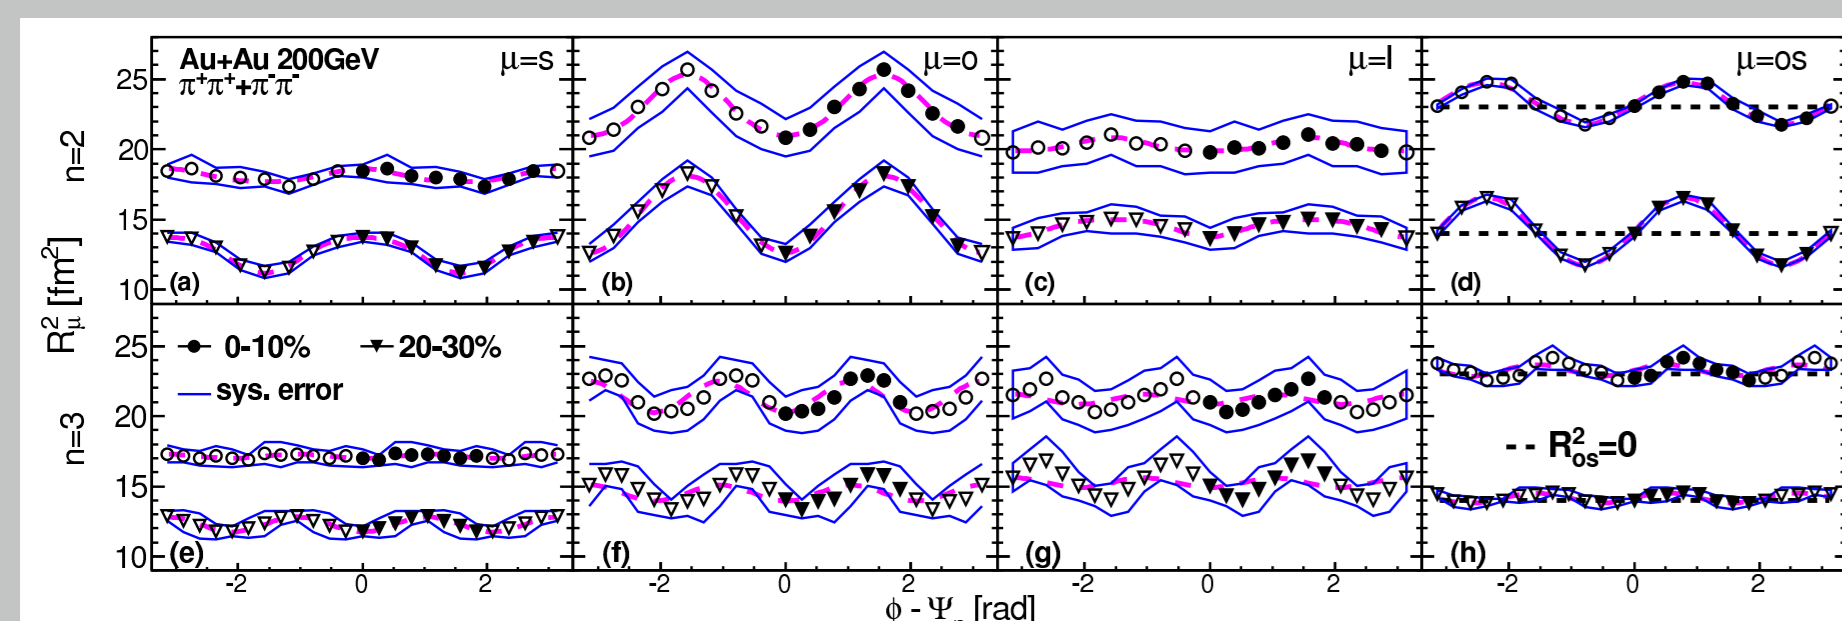 Au+Au 200GeV
π⁺π⁺+π⁻π⁻
μ=s
μ=o
μ=l
μ=os
25
20
15
10
n=2
(a)
(b)
(c)
(d)
R²μ [fm²]
0-10%
20-30%
sys. error
25
20
15
10
n=3
R²os=0
(e)
(f)
(g)
(h)
-2 0 2 -2 0 2 -2 0 2 -2 0 2
ϕ - Ψn [rad]